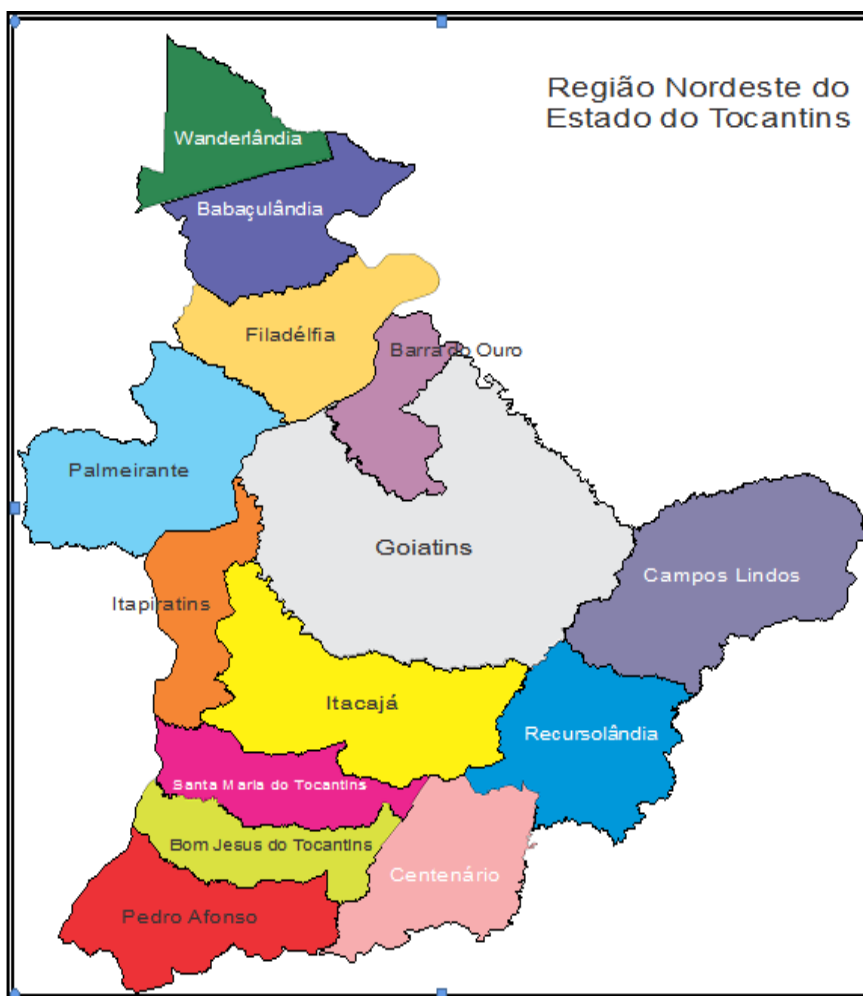 Região Nordeste do
Estado do Tocantins
Wanderlândia
Babaçulândia
Filadélfia
Barra do Ouro
Palmeirante
Goiatins
Campos Lindos
Itapiratins
Itacajá
Recursolândia
Santa Maria do Tocantins
Bom Jesus do Tocantins
Centenário
Pedro Afonso